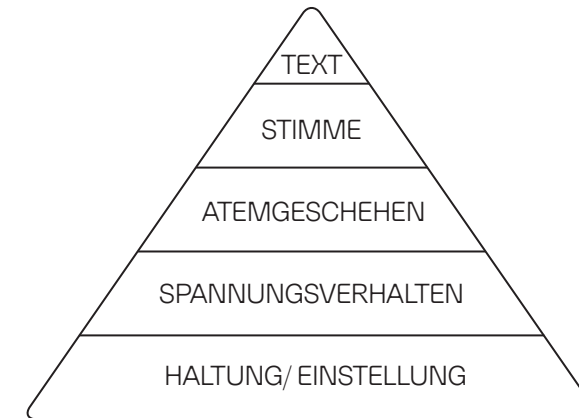 TEXT
STIMME
ATEMGESCHEHEN
SPANNUNGSVERHALTEN
HALTUNG/ EINSTELLUNG